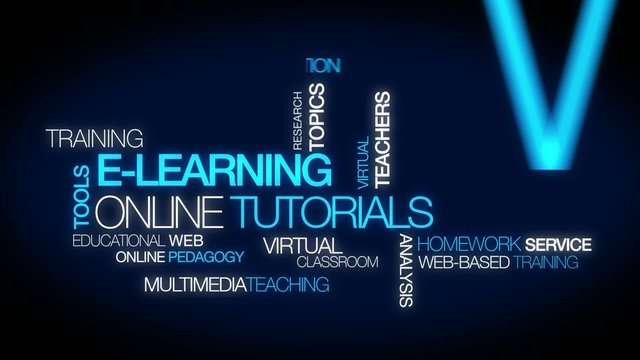 V
TION
RESEARCH
TOPICS
VIRTUAL
TEACHERS
TRAINING
TOOLS
E-LEARNING
ONLINE TUTORIALS
EDUCATIONAL WEB
ONLINE PEDAGOGY
VIRTUAL
CLASSROOM
ANALYSIS
HOMEWORK SERVICE
WEB-BASED TRAINING
MULTIMEDIATEACHING